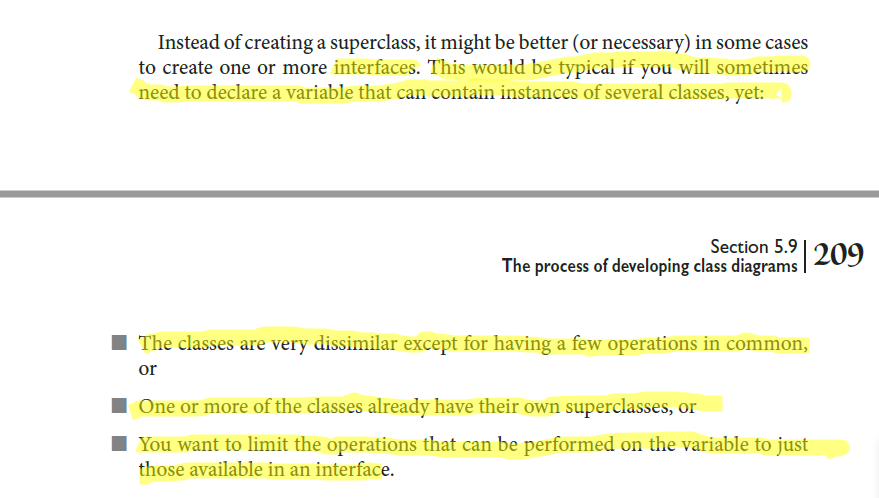 Instead of creating a superclass, it might be better (or necessary) in some cases
to create one or more interfaces. This would be typical if you will sometimes
need to declare a variable that can contain instances of several classes, yet:
Section 5.9
The process of developing class diagrams
209
■ The classes are very dissimilar except for having a few operations in common,
or
■ One or more of the classes already have their own superclasses, or
■ You want to limit the operations that can be performed on the variable to just
those available in an interface.